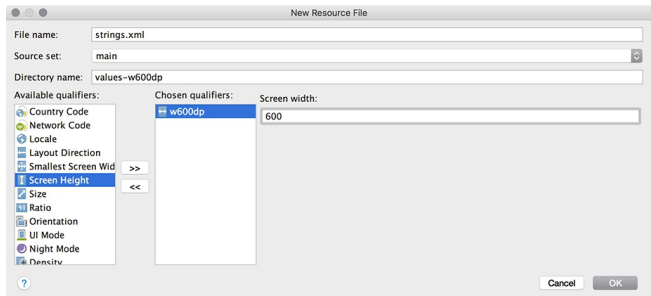 New Resource File
File name:
strings.xml
Source set:
main
Directory name:
values-w600dp
Available qualifiers:
Chosen qualifiers:
Screen width:
Country Code
Network Code
Locale
Layout Direction
Smallest Screen Wid
Screen Height
Size
Ratio
Orientation
UI Mode
Night Mode
Density
>>
<<
w600dp
600
?
Cancel
OK